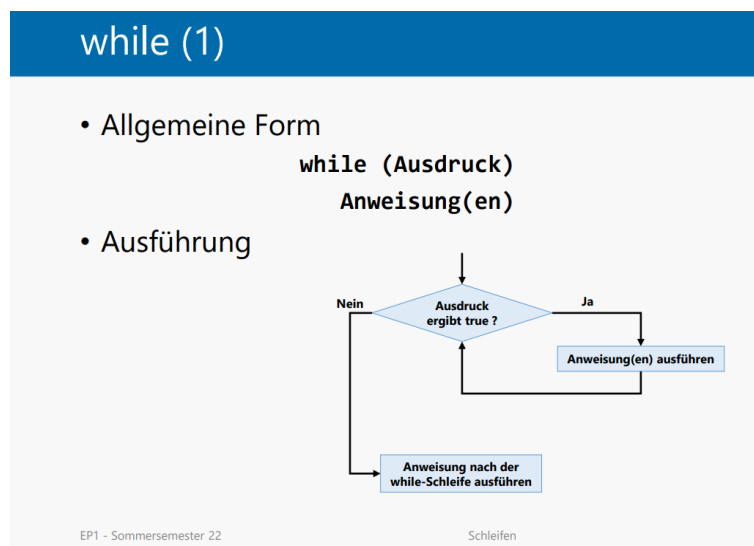 while (1)
• Allgemeine Form
while (Ausdruck)
Anweisung(en)
• Ausführung
Nein
Ausdruck
ergibt true ?
Ja
Anweisung(en) ausführen
Anweisung nach der
while-Schleife ausführen
EP1 - Sommersemester 22
Schleifen